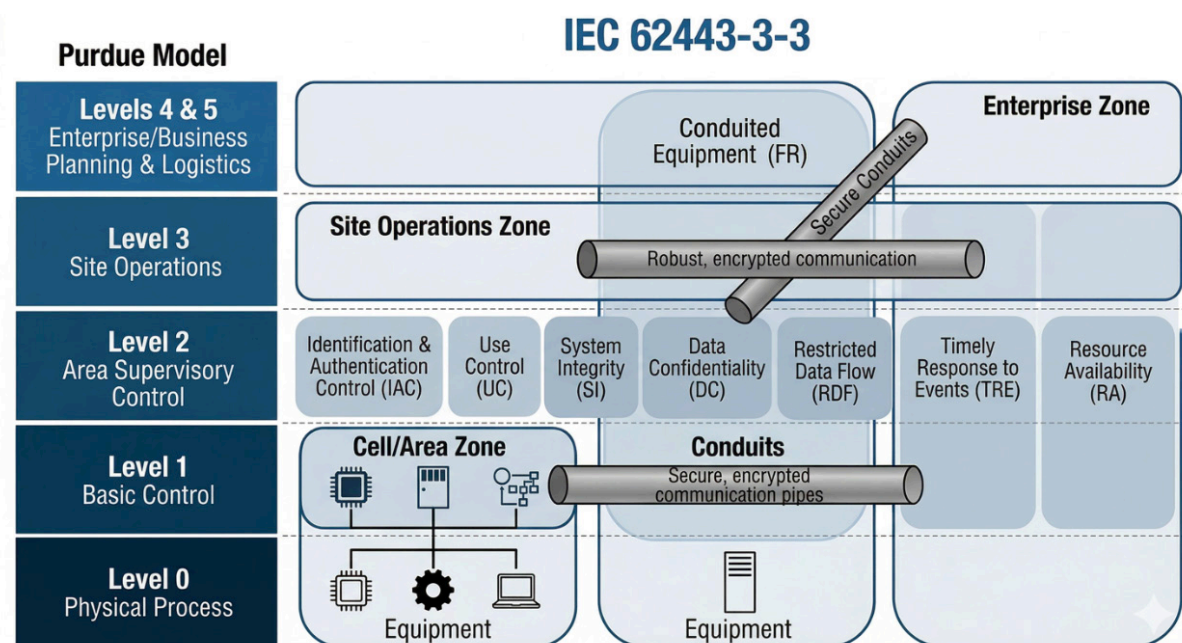 IEC 62443-3-3
Purdue Model
Levels 4 & 5
Enterprise/Business
Planning & Logistics
Conduited
Equipment (FR)
Enterprise Zone
Secure Conduits
Level 3
Site Operations
Site Operations Zone
Robust, encrypted communication
Level 2
Area Supervisory
Control
Identification &
Authentication
Control (IAC)
Use
Control
(UC)
System
Integrity
(SI)
Data
Confidentiality
(DC)
Restricted
Data Flow
(RDF)
Timely
Response to
Events (TRE)
Resource
Availability
(RA)
Level 1
Basic Control
Cell/Area Zone
Conduits
Secure, encrypted
communication pipes
Level 0
Physical Process
Equipment
Equipment